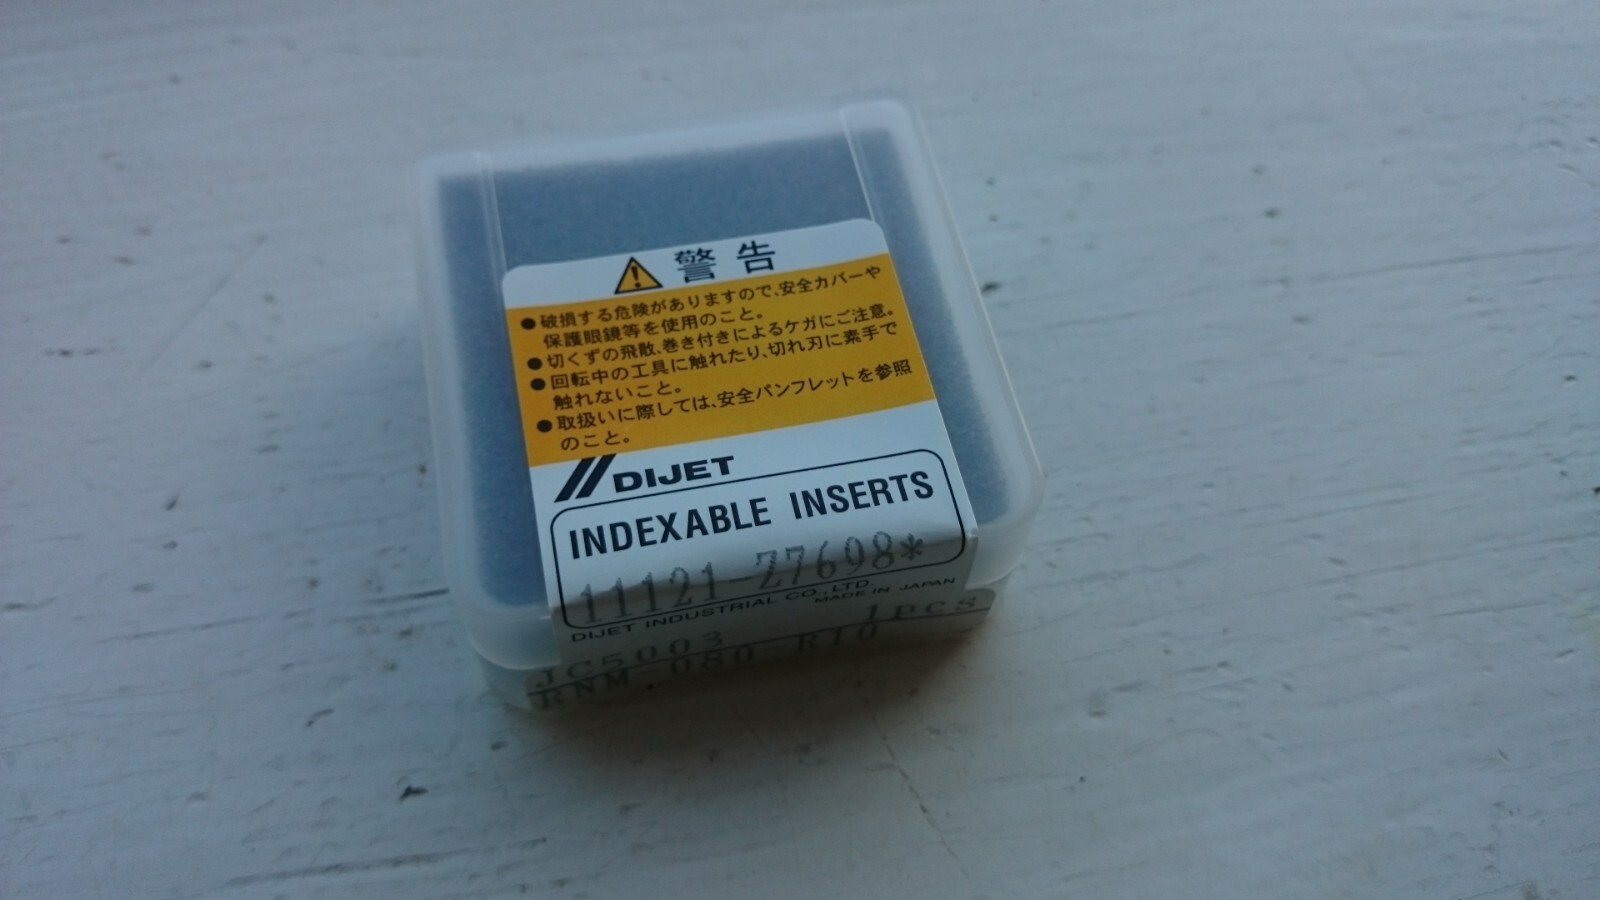 警告
●破損する危険がありますので、安全カバーや
保護眼鏡等を使用のこと。
●切くずの飛散、巻き付きによるケガにご注意。
●回転中の工具に触れたり、切れ刃に素手で
触れないこと。
●取扱いに際しては、安全パンフレットを参照
のこと。
DIJET
INDEXABLE INSERTS
11121-Z7698*
DIJET INDUSTRIAL CO., LTD.
MADE IN JAPAN
JC5003 1pcs
RNM.080-R10